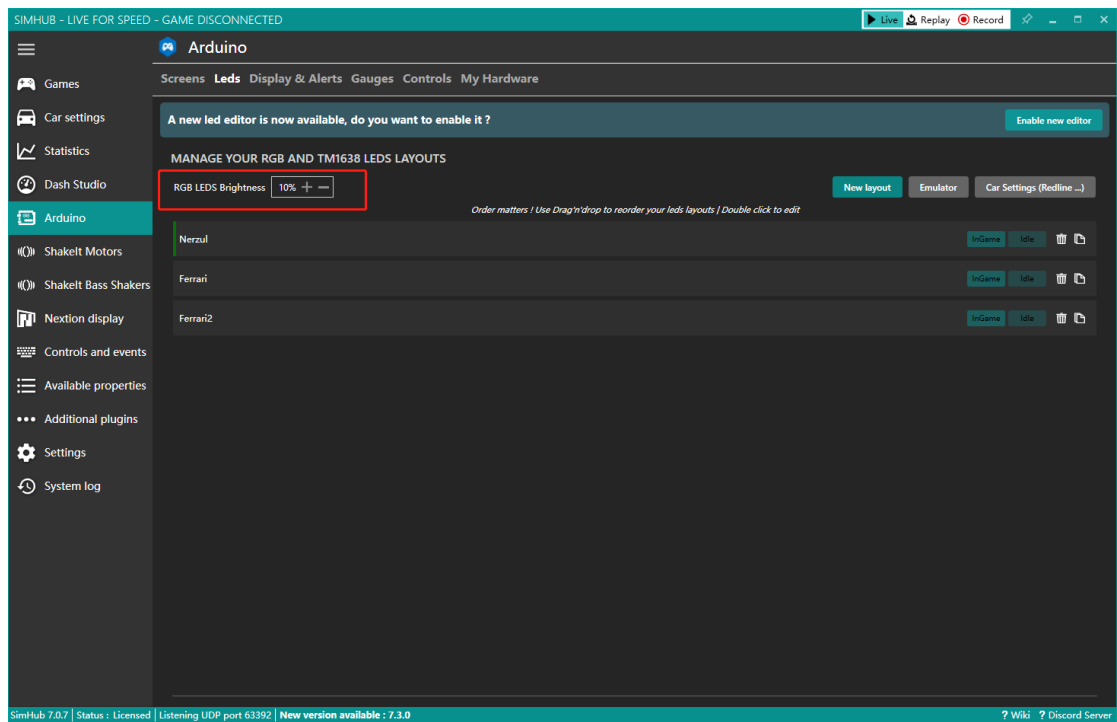 SIMHUB - LIVE FOR SPEED - GAME DISCONNECTED
Live Replay Record
Arduino
Screens Leds Display & Alerts Gauges Controls My Hardware
Games
Car settings
Statistics
Dash Studio
Arduino
ShakeIt Motors
ShakeIt Bass Shakers
Nextion display
Controls and events
Available properties
Additional plugins
Settings
System log
A new led editor is now available, do you want to enable it ?
Enable new editor
MANAGE YOUR RGB AND TM1638 LEDS LAYOUTS
RGB LEDS Brightness 10% + −
New layout Emulator Car Settings (Redline ...)
Order matters ! Use Drag'n'drop to reorder your leds layouts | Double click to edit
Nerzul InGame Idle
Ferrari InGame Idle
Ferrari2 InGame Idle
SimHub 7.0.7 | Status : Licensed | Listening UDP port 63392 | New version available : 7.3.0
? Wiki ? Discord Server